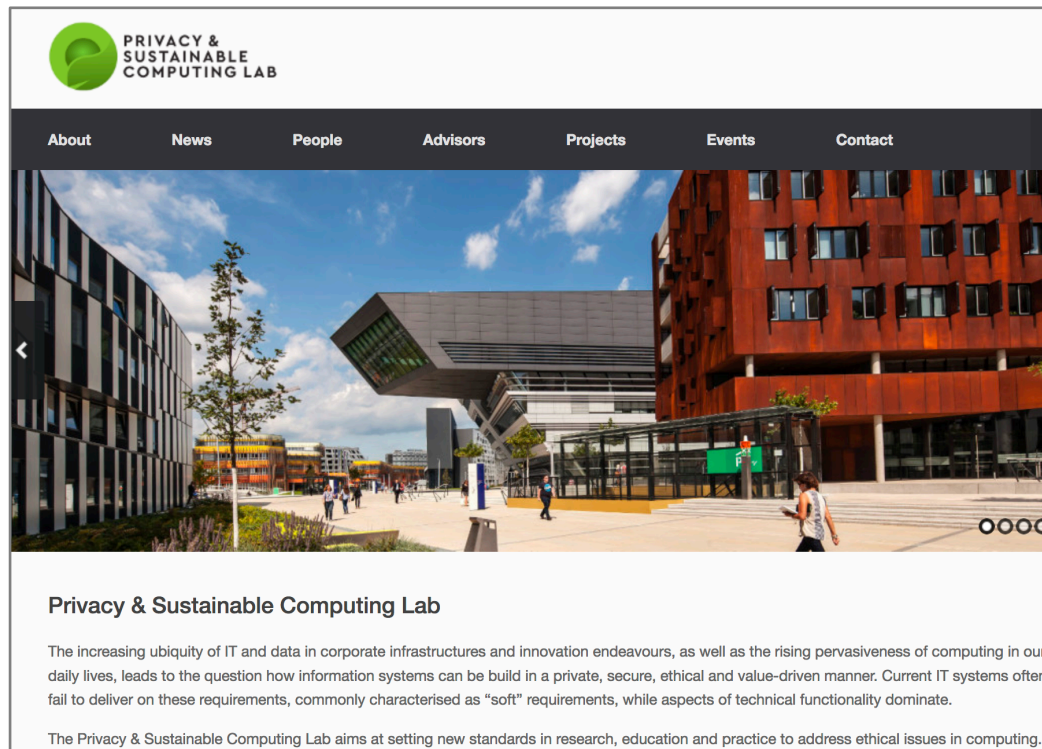 PRIVACY &
SUSTAINABLE
COMPUTING LAB
About News People Advisors Projects Events Contact
Privacy & Sustainable Computing Lab
The increasing ubiquity of IT and data in corporate infrastructures and innovation endeavours, as well as the rising pervasiveness of computing in our
daily lives, leads to the question how information systems can be build in a private, secure, ethical and value-driven manner. Current IT systems often
fail to deliver on these requirements, commonly characterised as “soft” requirements, while aspects of technical functionality dominate.
The Privacy & Sustainable Computing Lab aims at setting new standards in research, education and practice to address ethical issues in computing.